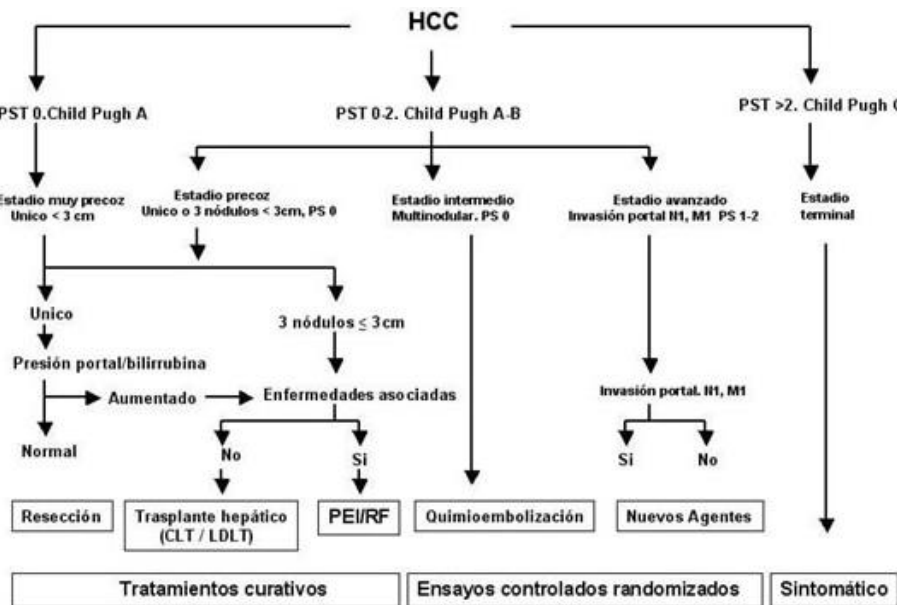 HCC
PST 0.Child Pugh A
PST 0-2. Child Pugh A-B
PST >2. Child Pugh C
Estadio muy precoz
Unico < 3 cm
Estadio precoz
Unico o 3 nódulos < 3cm, PS 0
Estadio intermedio
Multinodular. PS 0
Estadio avanzado
Invasión portal N1, M1 PS 1-2
Estadio
terminal
Unico
3 nódulos ≤ 3cm
Presión portal/bilirrubina
Aumentado
Enfermedades asociadas
Invasión portal. N1, M1
Normal
No
Si
Si
No
Resección
Trasplante hepático
(CLT / LDLT)
PEI/RF
Quimioembolización
Nuevos Agentes
Tratamientos curativos
Ensayos controlados randomizados
Sintomático